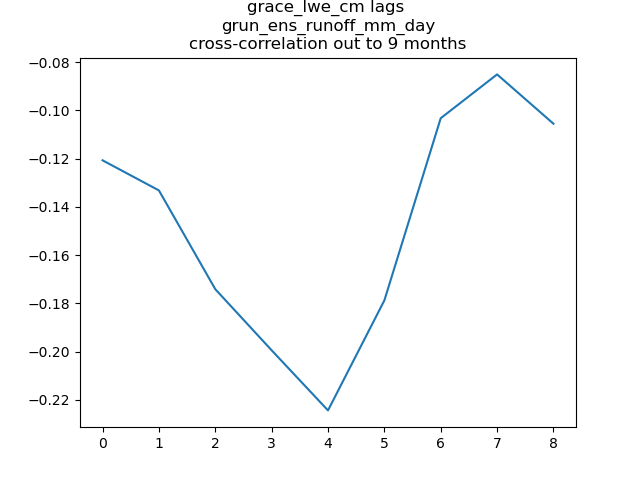 grace_lwe_cm lags
grun_ens_runoff_mm_day
cross-correlation out to 9 months
−0.08
−0.10
−0.12
−0.14
−0.16
−0.18
−0.20
−0.22
0 1 2 3 4 5 6 7 8